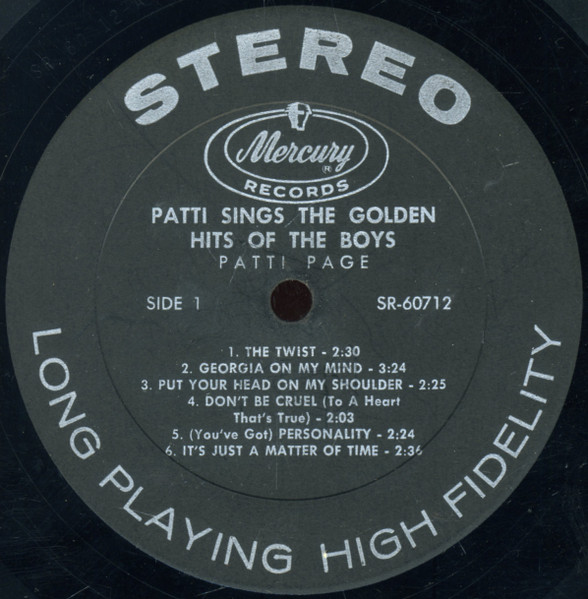 STEREO
Mercury
®
RECORDS
PATTI SINGS THE GOLDEN
HITS OF THE BOYS
PATTI PAGE
SIDE 1
SR-60712
1. THE TWIST - 2:30
2. GEORGIA ON MY MIND - 3:24
3. PUT YOUR HEAD ON MY SHOULDER - 2:25
4. DON'T BE CRUEL (To A Heart
That's True) - 2:03
5. (You've Got) PERSONALITY - 2:24
6. IT'S JUST A MATTER OF TIME - 2:36
LONG PLAYING HIGH FIDELITY